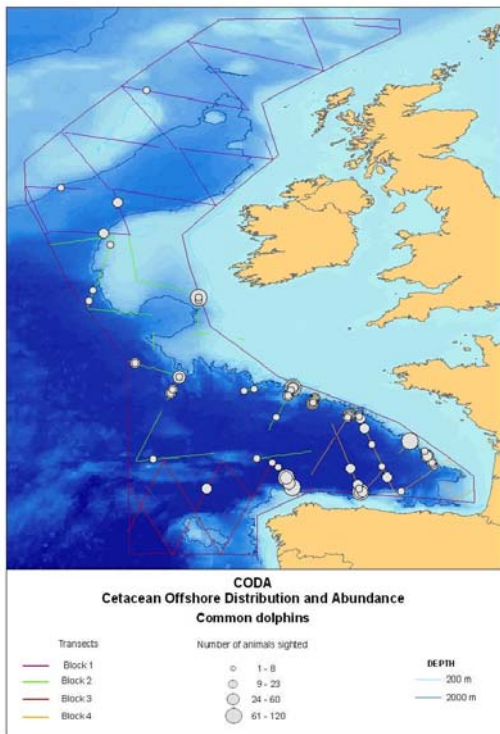 CODA
Cetacean Offshore Distribution and Abundance
Common dolphins
Transects
Block 1
Block 2
Block 3
Block 4
Number of animals sighted
1 - 8
9 - 23
24 - 60
61 - 120
DEPTH
200 m
2000 m